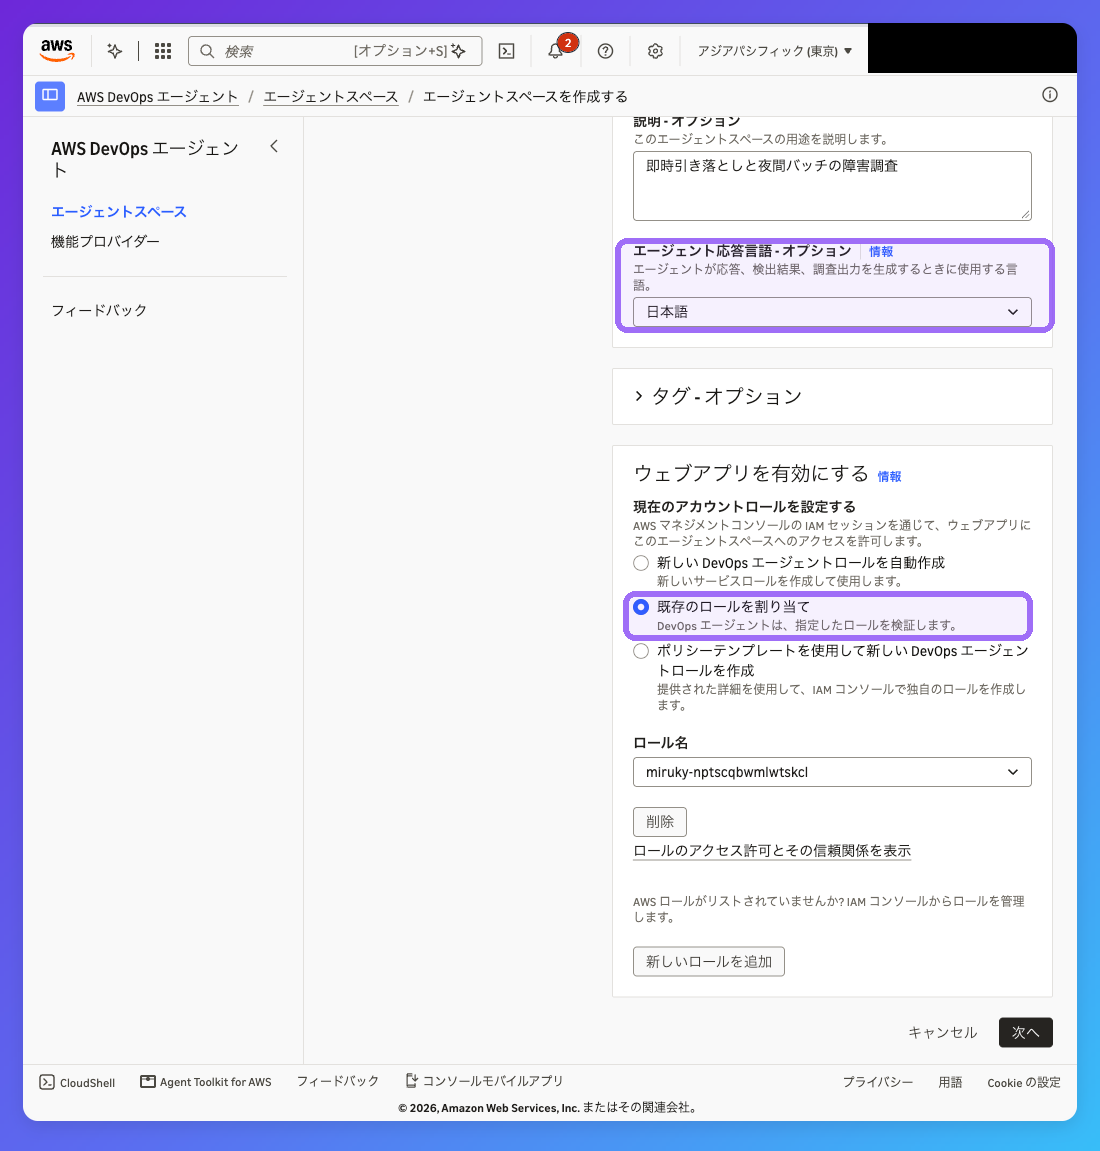 aws
検索
[オプション+S]
2
アジアパシフィック (東京) ▼
AWS DevOps エージェント / エージェントスペース / エージェントスペースを作成する
AWS DevOps エージェン
ト
エージェントスペース
機能プロバイダー
フィードバック
説明 - オプション
このエージェントスペースの用途を説明します。
即時引き落としと夜間バッチの障害調査
エージェント応答言語 - オプション 情報
エージェントが応答、検出結果、調査出力を生成するときに使用する言
語。
日本語
タグ - オプション
ウェブアプリを有効にする 情報
現在のアカウントロールを設定する
AWS マネジメントコンソールの IAM セッションを通じて、ウェブアプリに
このエージェントスペースへのアクセスを許可します。
新しい DevOps エージェントロールを自動作成
新しいサービスロールを作成して使用します。
既存のロールを割り当て
DevOps エージェントは、指定したロールを検証します。
ポリシーテンプレートを使用して新しい DevOps エージェン
トロールを作成
提供された詳細を使用して、IAM コンソールで独自のロールを作成し
ます。
ロール名
miruky-nptscqbwmlwtskcl
削除
ロールのアクセス許可とその信頼関係を表示
AWS ロールがリストされていませんか? IAM コンソールからロールを管理
します。
新しいロールを追加
キャンセル
次へ
CloudShell
Agent Toolkit for AWS
フィードバック
コンソールモバイルアプリ
プライバシー
用語
Cookie の設定
© 2026, Amazon Web Services, Inc. またはその関連会社。